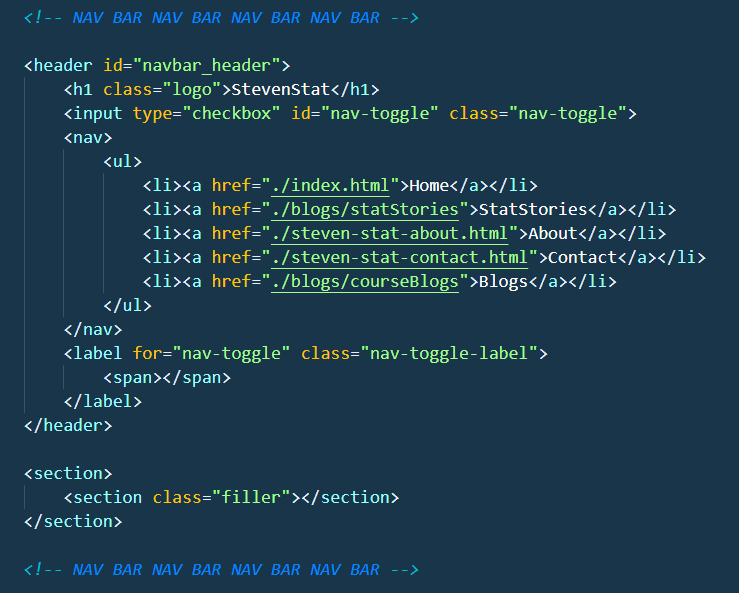 <!-- NAV BAR NAV BAR NAV BAR NAV BAR -->
<header id="navbar_header">
<h1 class="logo">StevenStat</h1>
<input type="checkbox" id="nav-toggle" class="nav-toggle">
<nav>
<ul>
<li><a href="./index.html">Home</a></li>
<li><a href="./blogs/statStories">StatStories</a></li>
<li><a href="./steven-stat-about.html">About</a></li>
<li><a href="./steven-stat-contact.html">Contact</a></li>
<li><a href="./blogs/courseBlogs">Blogs</a></li>
</ul>
</nav>
<label for="nav-toggle" class="nav-toggle-label">
<span></span>
</label>
</header>
<section>
<section class="filler"></section>
</section>
<!-- NAV BAR NAV BAR NAV BAR NAV BAR -->